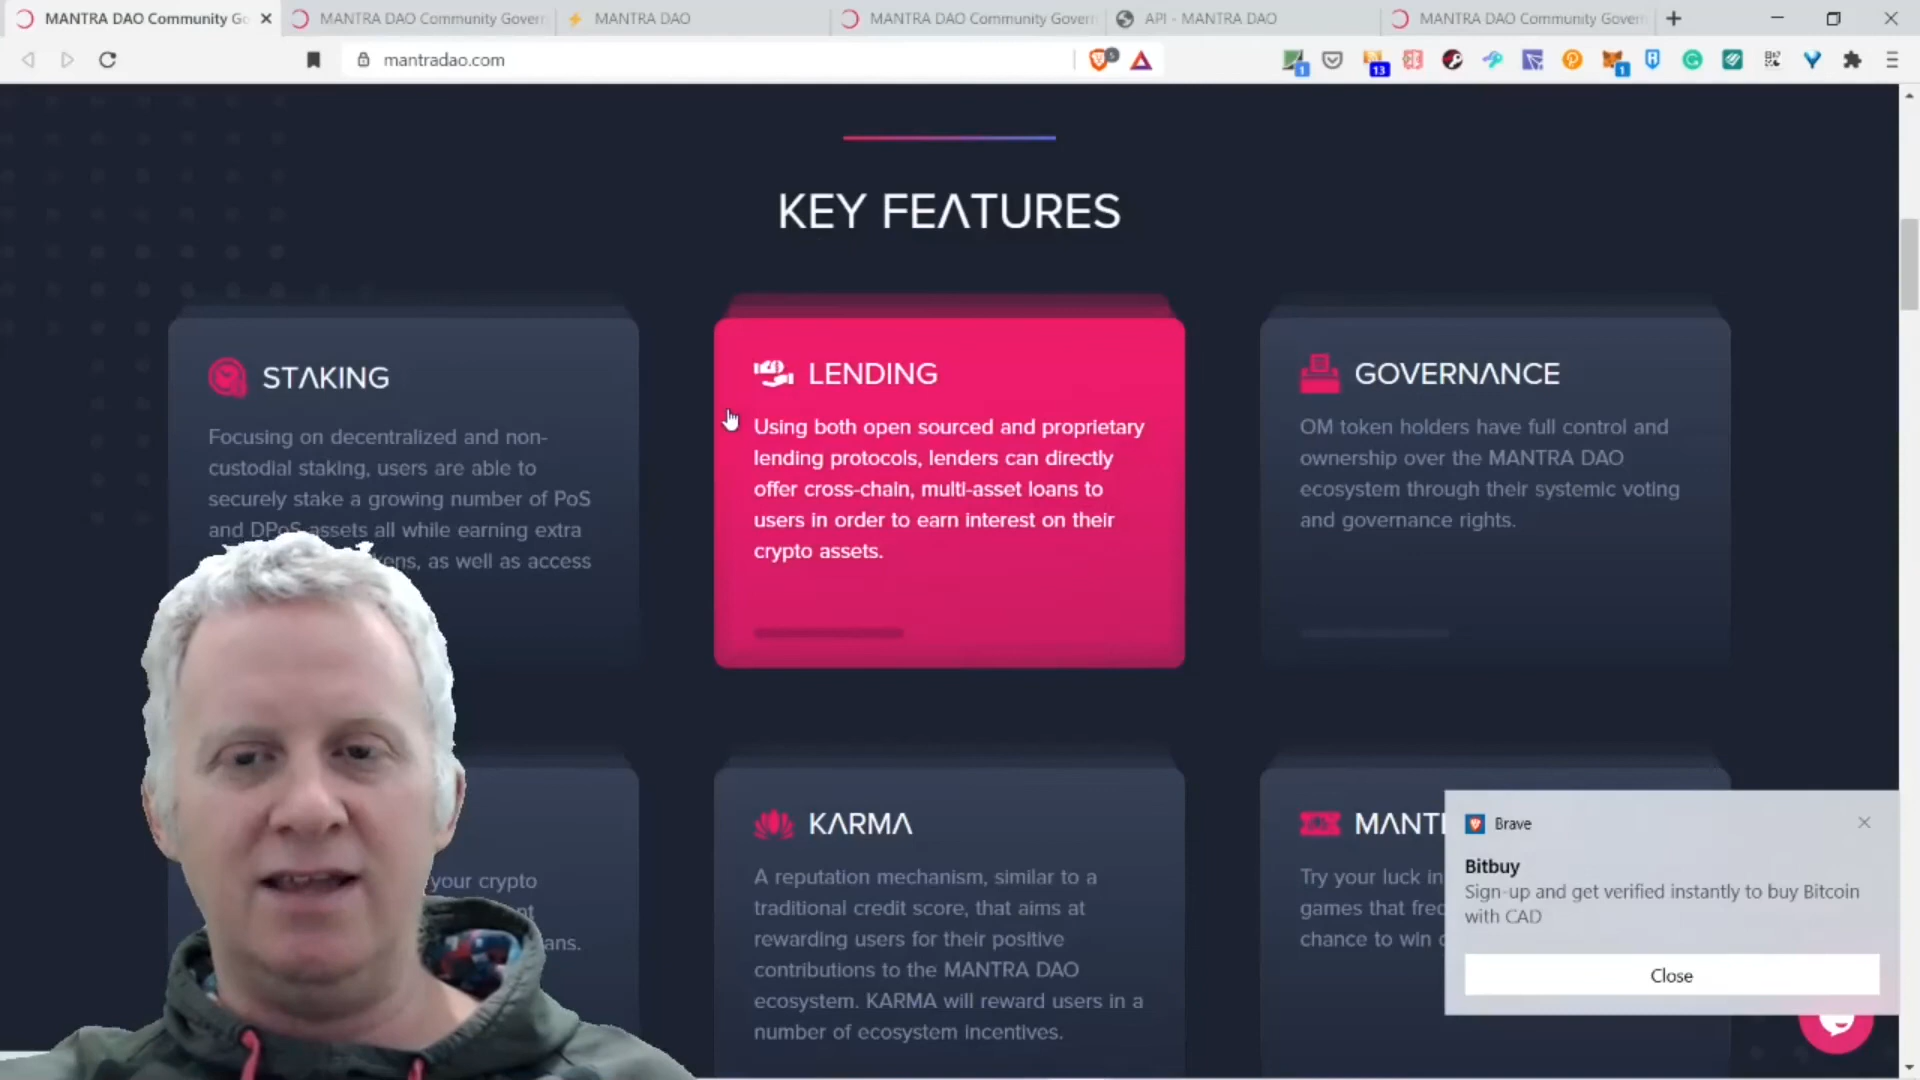 MANTRA DAO Community Go
MANTRA DAO Community Gover
MANTRA DAO
MANTRA DAO Community Gover
API - MANTRA DAO
MANTRA DAO Community Gover
mantradao.com
13
1
1
KEY FEATURES
STAKING
Focusing on decentralized and non-
custodial staking, users are able to
securely stake a growing number of PoS
and DPoS assets all while earning extra
kens, as well as access
LENDING
Using both open sourced and proprietary
lending protocols, lenders can directly
offer cross-chain, multi-asset loans to
users in order to earn interest on their
crypto assets.
GOVERNANCE
OM token holders have full control and
ownership over the MANTRA DAO
ecosystem through their systemic voting
and governance rights.
your crypto
nt
ans.
KARMA
A reputation mechanism, similar to a
traditional credit score, that aims at
rewarding users for their positive
contributions to the MANTRA DAO
ecosystem. KARMA will reward users in a
number of ecosystem incentives.
MANT
Try your luck in
games that fre
chance to win
Brave
Bitbuy
Sign-up and get verified instantly to buy Bitcoin
with CAD
Close